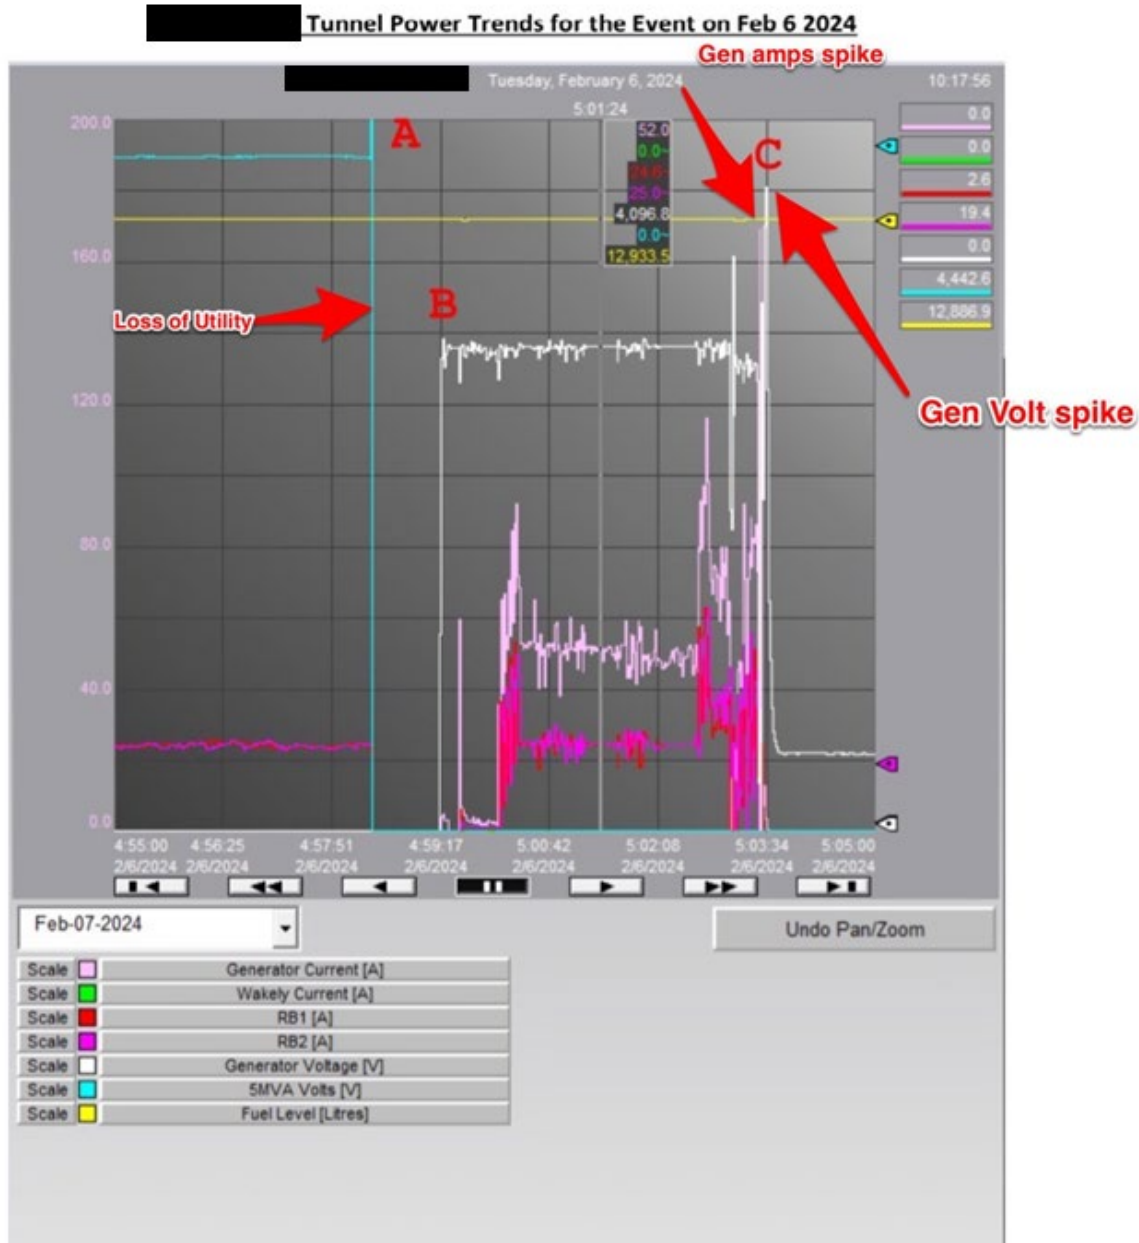 Tunnel Power Trends for the Event on Feb 6 2024
Gen amps spike
Tuesday, February 6, 2024
10:17:56
5:01:24
200.0
160.0
120.0
80.0
40.0
0.0
A
B
C
52.0
0.0~
24.6~
25.0~
4,096.8
0.0~
12,933.5
0.0
0.0
2.6
19.4
0.0
4,442.6
12,886.9
Loss of Utility
Gen Volt spike
4:55:00 4:56:25 4:57:51 4:59:17 5:00:42 5:02:08 5:03:34 5:05:00
2/6/2024 2/6/2024 2/6/2024 2/6/2024 2/6/2024 2/6/2024 2/6/2024 2/6/2024
Feb-07-2024
Undo Pan/Zoom
Scale Generator Current [A]
Scale Wakely Current [A]
Scale RB1 [A]
Scale RB2 [A]
Scale Generator Voltage [V]
Scale 5MVA Volts [V]
Scale Fuel Level [Litres]